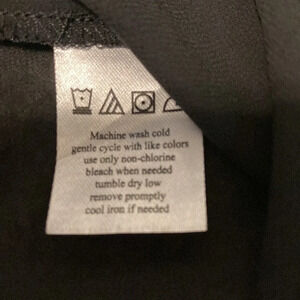 Machine wash cold
gentle cycle with like colors
use only non-chlorine
bleach when needed
tumble dry low
remove promptly
cool iron if needed